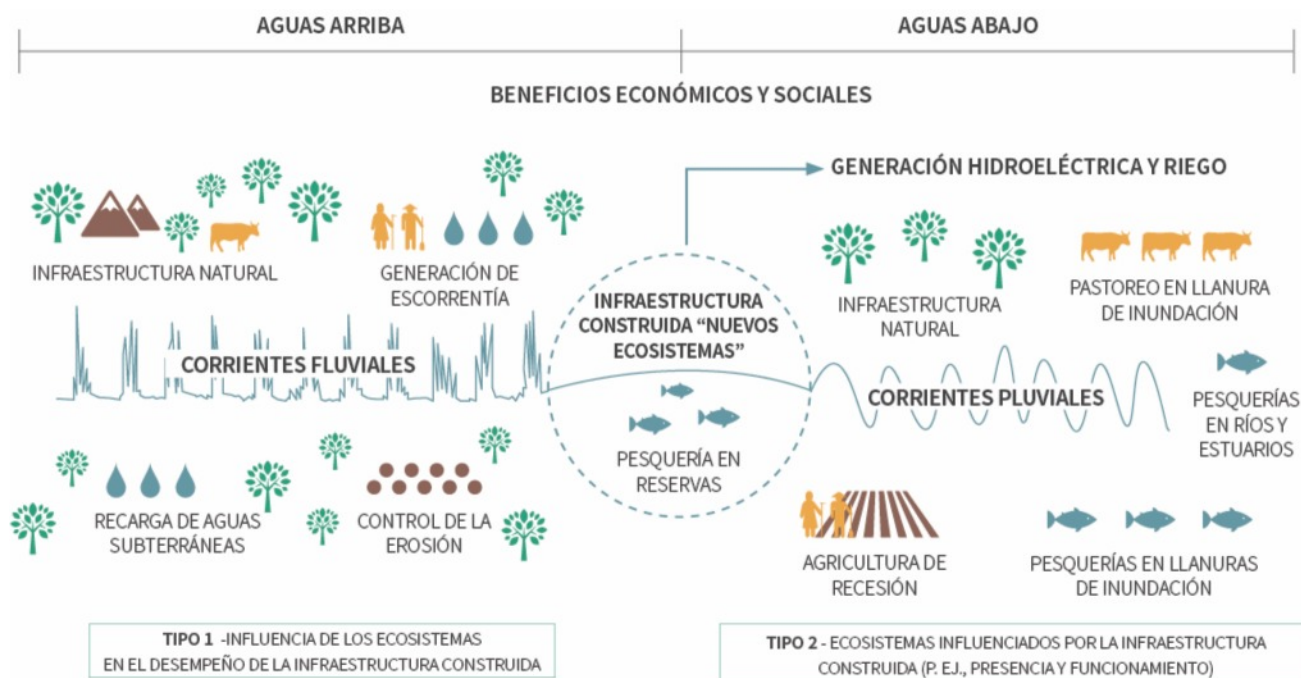 AGUAS ARRIBA
AGUAS ABAJO
BENEFICIOS ECONÓMICOS Y SOCIALES
GENERACIÓN HIDROELÉCTRICA Y RIEGO
INFRAESTRUCTURA NATURAL
GENERACIÓN DE
ESCORRENTÍA
INFRAESTRUCTURA
CONSTRUIDA “NUEVOS
ECOSISTEMAS”
INFRAESTRUCTURA
NATURAL
PASTOREO EN LLANURA
DE INUNDACIÓN
CORRIENTES FLUVIALES
CORRIENTES PLUVIALES
PESQUERÍAS
EN RÍOS Y
ESTUARIOS
PESQUERÍA EN
RESERVAS
RECARGA DE AGUAS
SUBTERRÁNEAS
CONTROL DE LA
EROSIÓN
AGRICULTURA DE
RECESIÓN
PESQUERÍAS EN LLANURAS
DE INUNDACIÓN
TIPO 1 -INFLUENCIA DE LOS ECOSISTEMAS
EN EL DESEMPEÑO DE LA INFRAESTRUCTURA CONSTRUIDA
TIPO 2 - ECOSISTEMAS INFLUENCIADOS POR LA INFRAESTRUCTURA
CONSTRUIDA (P. EJ., PRESENCIA Y FUNCIONAMIENTO)